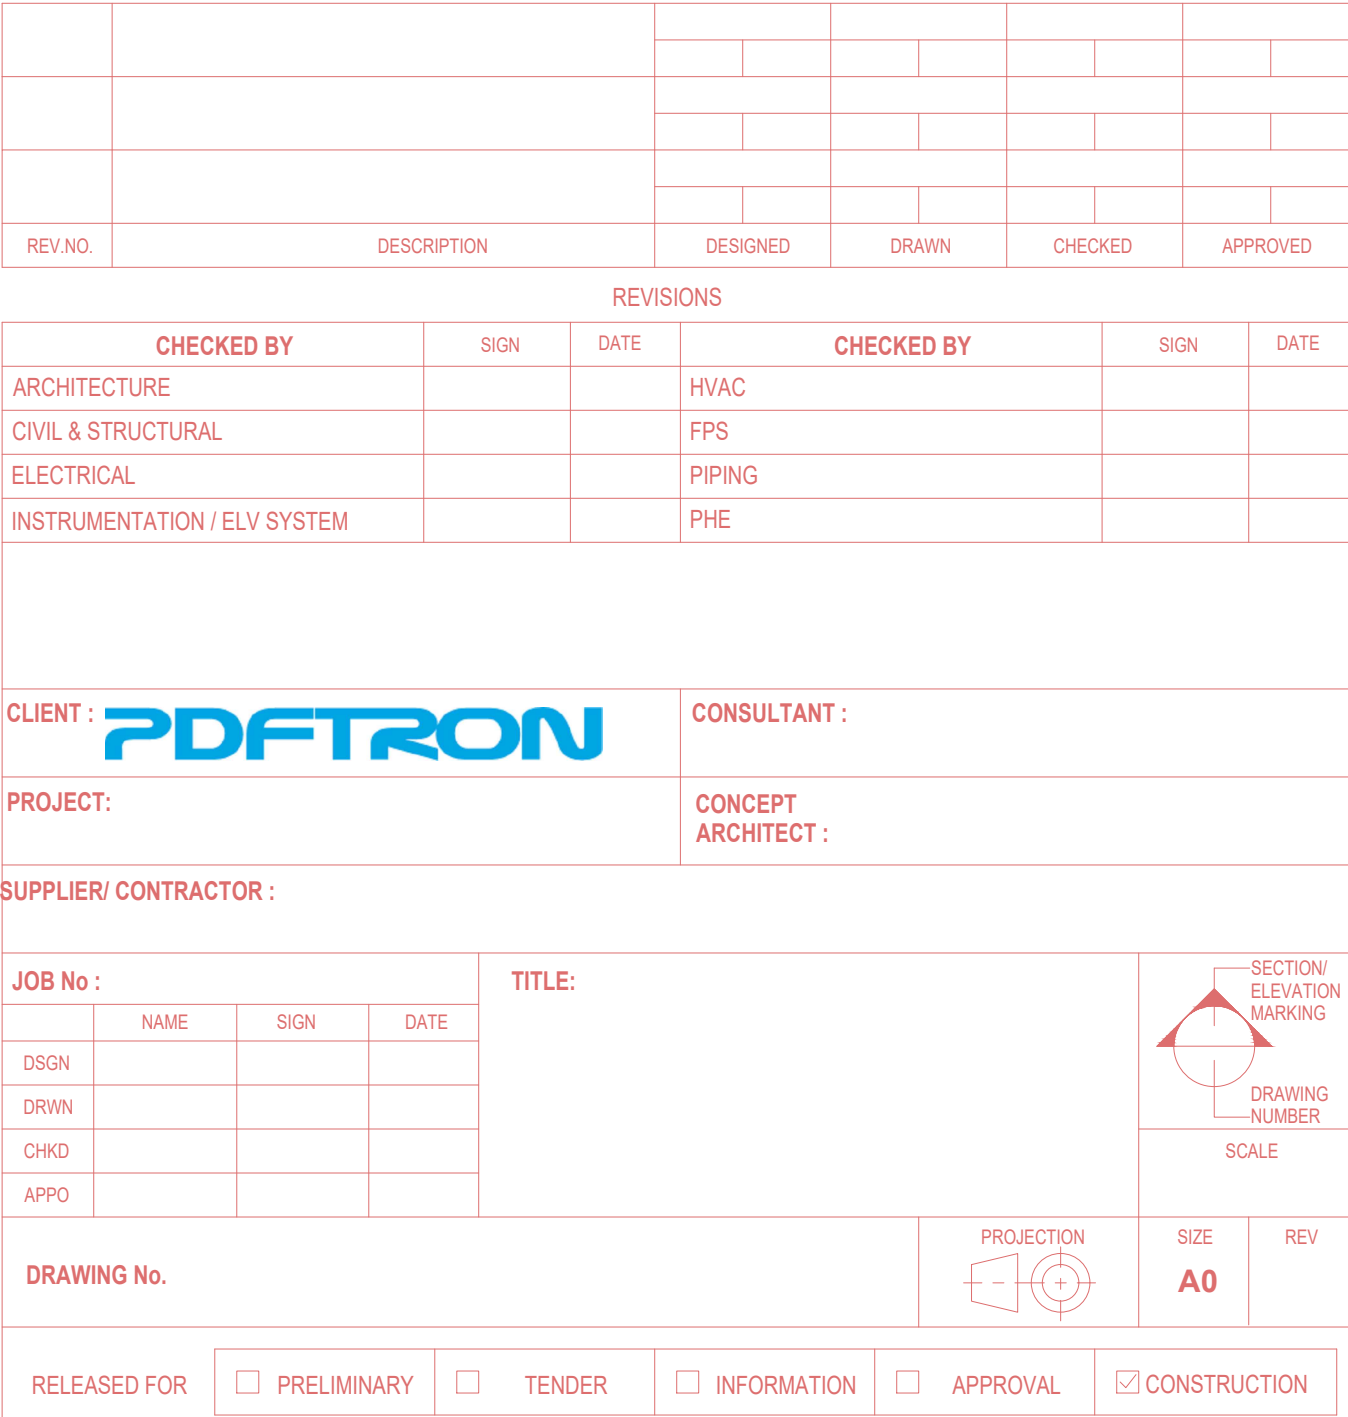 REV.NO. DESCRIPTION DESIGNED DRAWN CHECKED APPROVED
REVISIONS
CHECKED BY SIGN DATE CHECKED BY SIGN DATE
ARCHITECTURE HVAC
CIVIL & STRUCTURAL FPS
ELECTRICAL PIPING
INSTRUMENTATION / ELV SYSTEM PHE
CLIENT : PDFTRON CONSULTANT :
PROJECT: CONCEPT
ARCHITECT :
SUPPLIER/ CONTRACTOR :
JOB No : TITLE: SECTION/
ELEVATION
MARKING
NAME SIGN DATE
DSGN
DRWN DRAWING
NUMBER
CHKD SCALE
APPO
DRAWING No. PROJECTION SIZE REV
A0
RELEASED FOR PRELIMINARY TENDER INFORMATION APPROVAL CONSTRUCTION